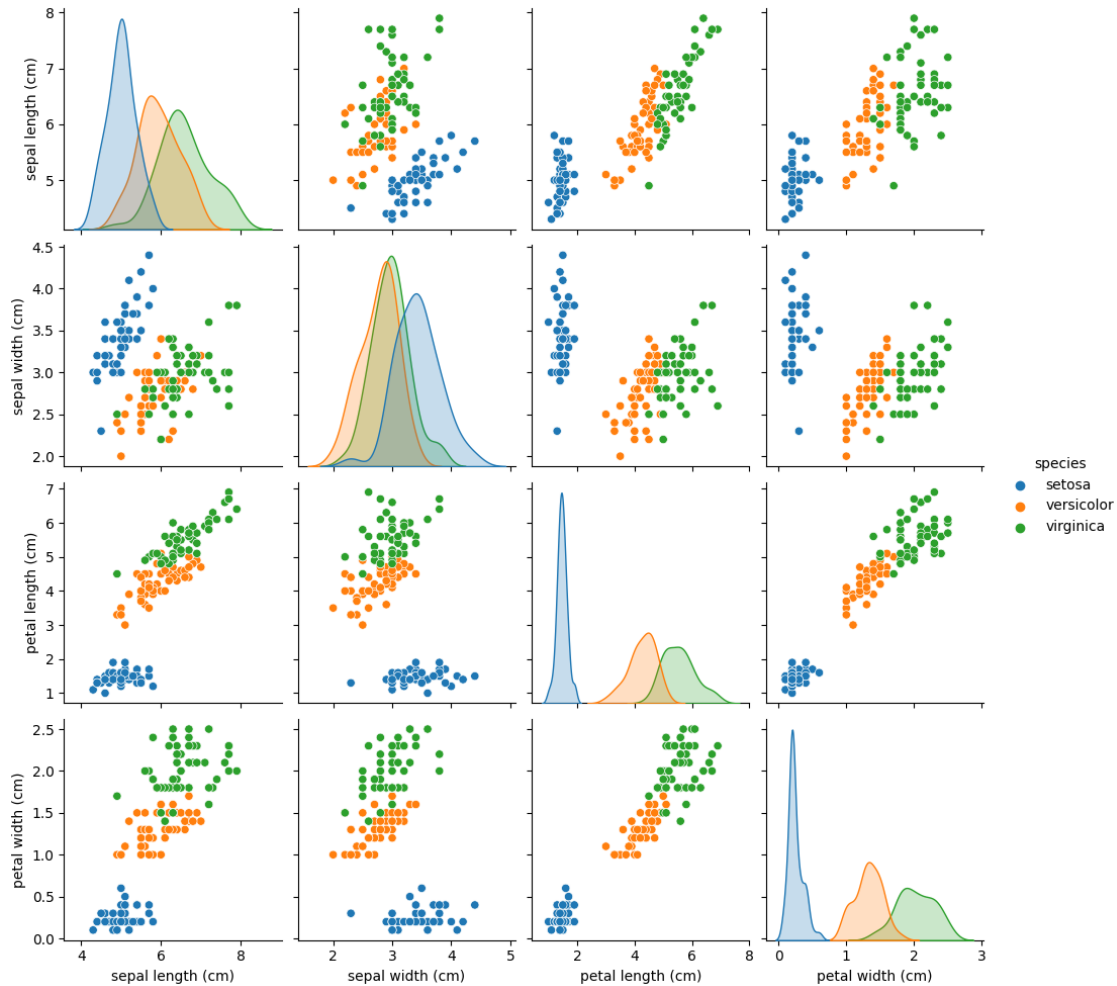 8
7
6
5
sepal length (cm)
4.5
4.0
3.5
3.0
2.5
2.0
sepal width (cm)
species
setosa
versicolor
virginica
7
6
5
4
3
2
1
petal length (cm)
2.5
2.0
1.5
1.0
0.5
0.0
petal width (cm)
4 6 8
2 3 4 5
0 2 4 6 8
0 1 2 3
sepal length (cm)
sepal width (cm)
petal length (cm)
petal width (cm)